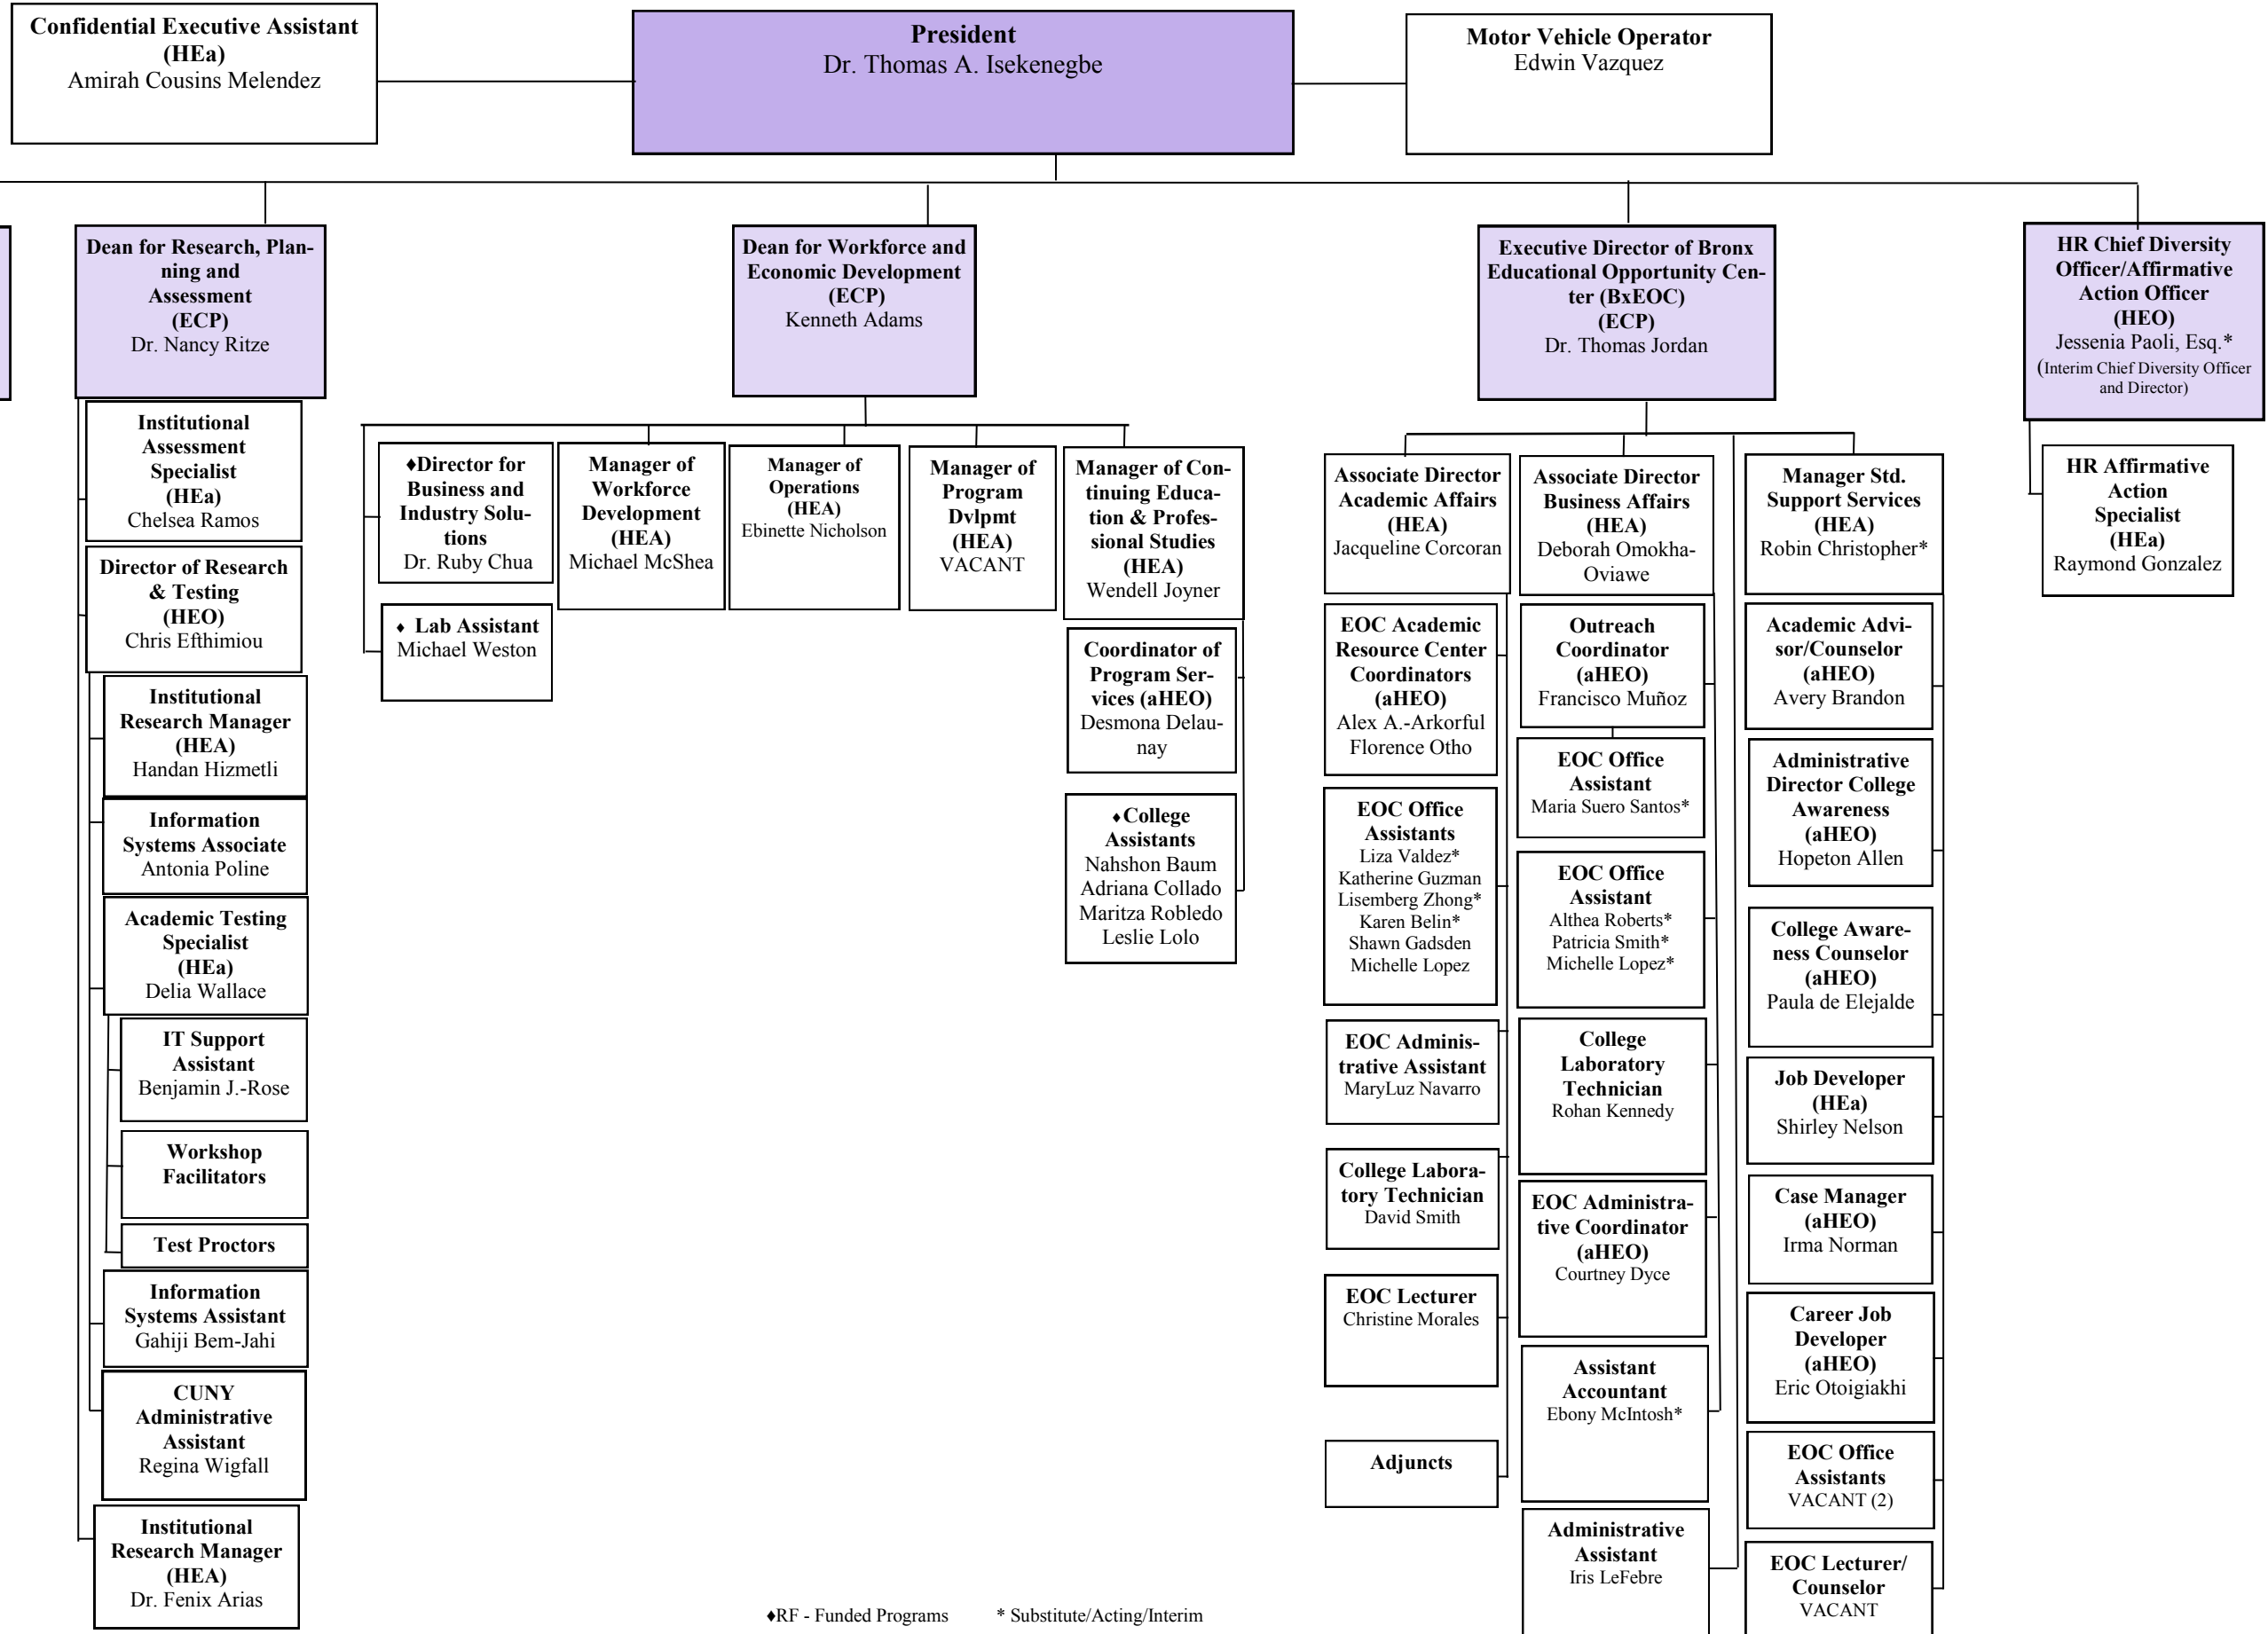 Confidential Executive Assistant
(HEa)
Amirah Cousins Melendez
President
Dr. Thomas A. Isekenegbe
Motor Vehicle Operator
Edwin Vazquez
Dean for Research, Plan-
ning and
Assessment
(ECP)
Dr. Nancy Ritze
Institutional
Assessment
Specialist
(HEa)
Chelsea Ramos
Director of Research
& Testing
(HEO)
Chris Efthimiou
Institutional
Research Manager
(HEA)
Handan Hizmetli
Information
Systems Associate
Antonia Poline
Academic Testing
Specialist
(HEa)
Delia Wallace
IT Support
Assistant
Benjamin J.-Rose
Workshop
Facilitators
Test Proctors
Information
Systems Assistant
Gahiji Bem-Jahi
CUNY
Administrative
Assistant
Regina Wigfall
Institutional
Research Manager
(HEA)
Dr. Fenix Arias
Dean for Workforce and
Economic Development
(ECP)
Kenneth Adams
♦Director for
Business and
Industry Solu-
tions
Dr. Ruby Chua
♦ Lab Assistant
Michael Weston
Manager of
Workforce
Development
(HEA)
Michael McShea
Manager of
Operations
(HEA)
Ebinette Nicholson
Manager of
Program
Dvlpmt
(HEA)
VACANT
Manager of Con-
tinuing Educa-
tion & Profes-
sional Studies
(HEA)
Wendell Joyner
Coordinator of
Program Ser-
vices (aHEO)
Desmona Delau-
nay
♦College
Assistants
Nahshon Baum
Adriana Collado
Maritza Robledo
Leslie Lolo
Executive Director of Bronx
Educational Opportunity Cen-
ter (BxEOC)
(ECP)
Dr. Thomas Jordan
Associate Director
Academic Affairs
(HEA)
Jacqueline Corcoran
EOC Academic
Resource Center
Coordinators
(aHEO)
Alex A.-Arkorful
Florence Otho
EOC Office
Assistants
Liza Valdez*
Katherine Guzman
Lisemberg Zhong*
Karen Belin*
Shawn Gadsden
Michelle Lopez
EOC Adminis-
trative Assistant
MaryLuz Navarro
College Labora-
tory Technician
David Smith
EOC Lecturer
Christine Morales
Adjuncts
Associate Director
Business Affairs
(HEA)
Deborah Omokha-
Oviawe
Outreach
Coordinator
(aHEO)
Francisco Muñoz
EOC Office
Assistant
Maria Suero Santos*
EOC Office
Assistant
Althea Roberts*
Patricia Smith*
Michelle Lopez*
College
Laboratory
Technician
Rohan Kennedy
EOC Administra-
tive Coordinator
(aHEO)
Courtney Dyce
Assistant
Accountant
Ebony McIntosh*
Administrative
Assistant
Iris LeFebre
Manager Std.
Support Services
(HEA)
Robin Christopher*
Academic Advi-
sor/Counselor
(aHEO)
Avery Brandon
Administrative
Director College
Awareness
(aHEO)
Hopeton Allen
College Aware-
ness Counselor
(aHEO)
Paula de Elejalde
Job Developer
(HEa)
Shirley Nelson
Case Manager
(aHEO)
Irma Norman
Career Job
Developer
(aHEO)
Eric Otoigiakhi
EOC Office
Assistants
VACANT (2)
EOC Lecturer/
Counselor
VACANT
HR Chief Diversity
Officer/Affirmative
Action Officer
(HEO)
Jessenia Paoli, Esq.*
(Interim Chief Diversity Officer
and Director)
HR Affirmative
Action
Specialist
(HEa)
Raymond Gonzalez
♦RF - Funded Programs * Substitute/Acting/Interim